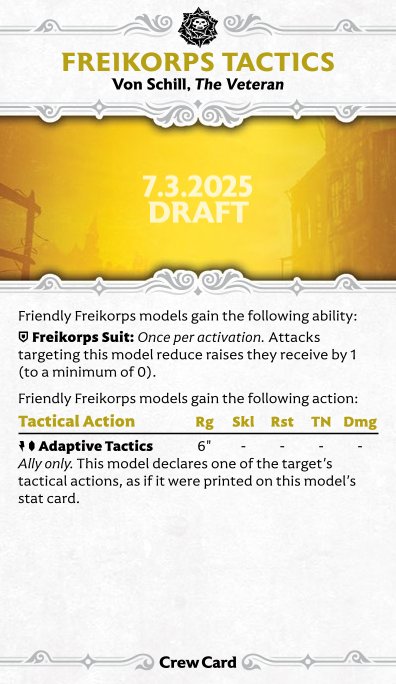 FREIKORPS TACTICS
Von Schill, The Veteran
7.3.2025
DRAFT
Friendly Freikorps models gain the following ability:
Freikorps Suit: Once per activation. Attacks
targeting this model reduce raises they receive by 1
(to a minimum of 0).
Friendly Freikorps models gain the following action:
Tactical Action Rg Skl Rst TN Dmg
Adaptive Tactics 6" - - - -
Ally only. This model declares one of the target's
tactical actions, as if it were printed on this model's
stat card.
Crew Card